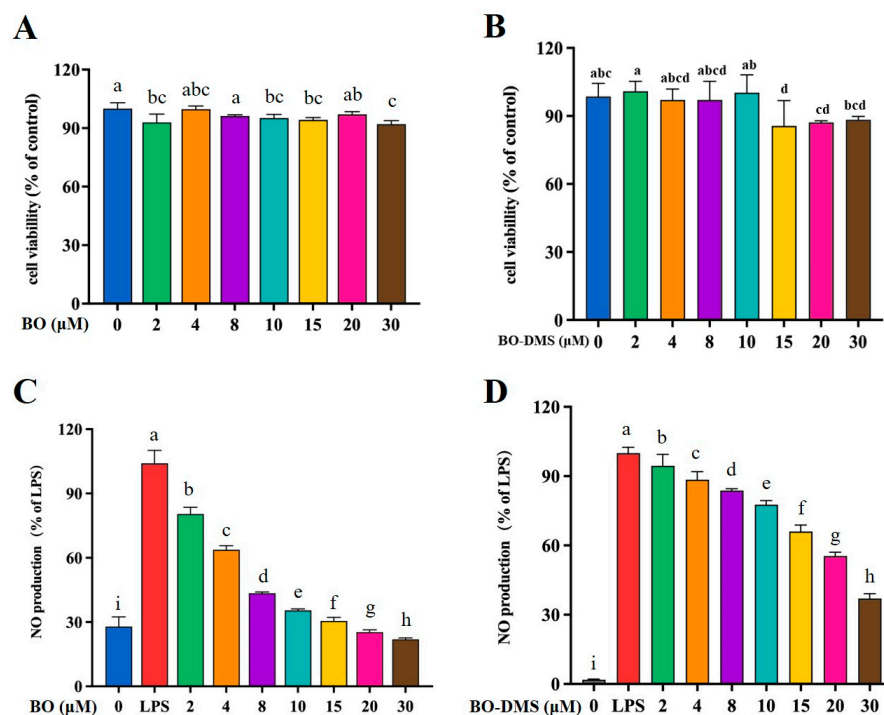 A
cell viabillity (% of control)
120
90
60
30
0
a bc abc a bc bc ab c
BO (μM) 0 2 4 8 10 15 20 30
B
cell viabillity (% of control)
120
90
60
30
0
abc a abcd abcd ab d cd bcd
BO-DMS (μM) 0 2 4 8 10 15 20 30
C
NO production (% of LPS)
120
90
60
30
0
i a b c d e f g h
BO (μM) 0 LPS 2 4 8 10 15 20 30
D
NO production (% of LPS)
120
90
60
30
0
i a b c d e f g h
BO-DMS (μM) 0 LPS 2 4 8 10 15 20 30